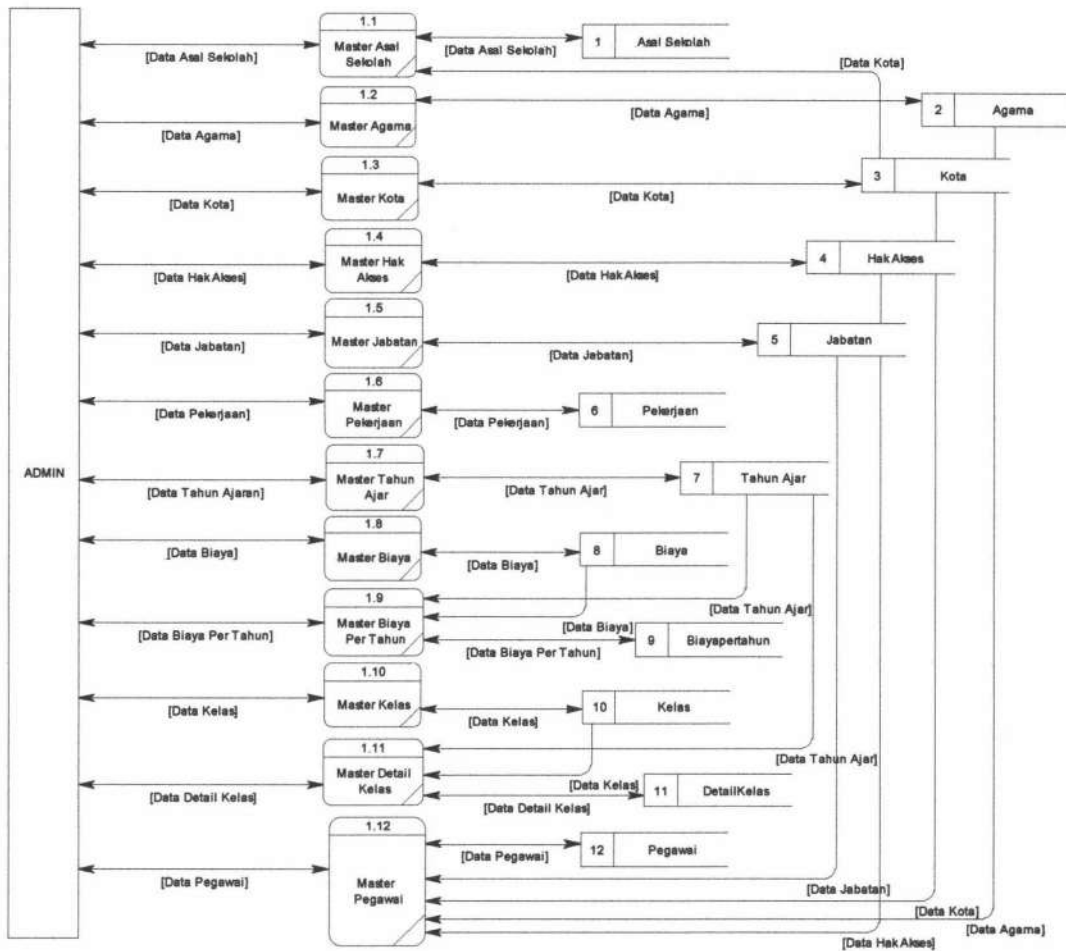 1.1
Master Asal
Sekolah
[Data Asal Sekolah]
[Data Asal Sekolah]
1 Asal Sekolah
[Data Kota]
1.2
Master Agama
[Data Agama]
[Data Agama]
2 Agama
1.3
Master Kota
[Data Kota]
[Data Kota]
3 Kota
1.4
Master Hak
Akses
[Data HakAkses]
[Data HakAkses]
4 HakAkses
1.5
Master Jabatan
[Data Jabatan]
[Data Jabatan]
5 Jabatan
1.6
Master
Pekerjaan
[Data Pekerjaan]
[Data Pekerjaan]
6 Pekerjaan
ADMIN
1.7
Master Tahun
Ajar
[Data Tahun Ajaran]
[Data Tahun Ajar]
7 Tahun Ajar
1.8
Master Biaya
[Data Biaya]
[Data Biaya]
8 Biaya
1.9
Master Biaya
Per Tahun
[Data Tahun Ajar]
[Data Biaya]
[Data Biaya Per Tahun]
[Data Biaya Per Tahun]
9 Biayapertahun
1.10
Master Kelas
[Data Kelas]
[Data Kelas]
10 Kelas
1.11
Master Detail
Kelas
[Data Tahun Ajar]
[Data Kelas]
[Data Detail Kelas]
[Data Detail Kelas]
11 DetailKelas
1.12
Master
Pegawai
[Data Pegawai]
[Data Pegawai]
12 Pegawai
[Data Jabatan]
[Data Kota]
[Data Agama]
[Data HakAkses]